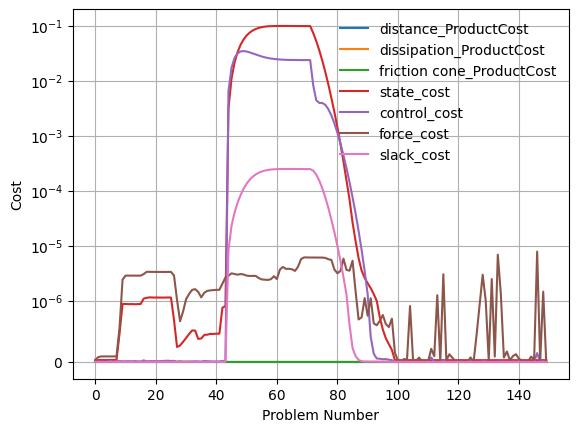 distance_ProductCost
dissipation_ProductCost
friction cone_ProductCost
state_cost
control_cost
force_cost
slack_cost
Cost
10⁻¹
10⁻²
10⁻³
10⁻⁴
10⁻⁵
10⁻⁶
0
0 20 40 60 80 100 120 140
Problem Number